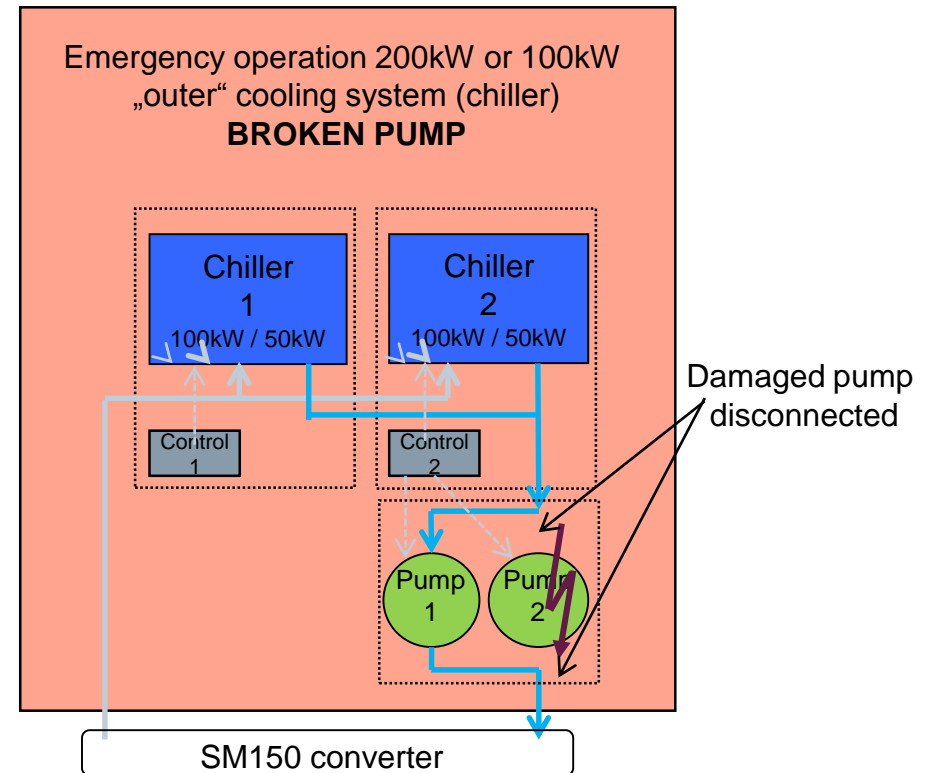 Emergency operation 200kW or 100kW
„outer“ cooling system (chiller)
BROKEN PUMP
Chiller
1
100kW / 50kW
Chiller
2
100kW / 50kW
Damaged pump
disconnected
Control
1
Control
2
Pump
1
Pump
2
SM150 converter